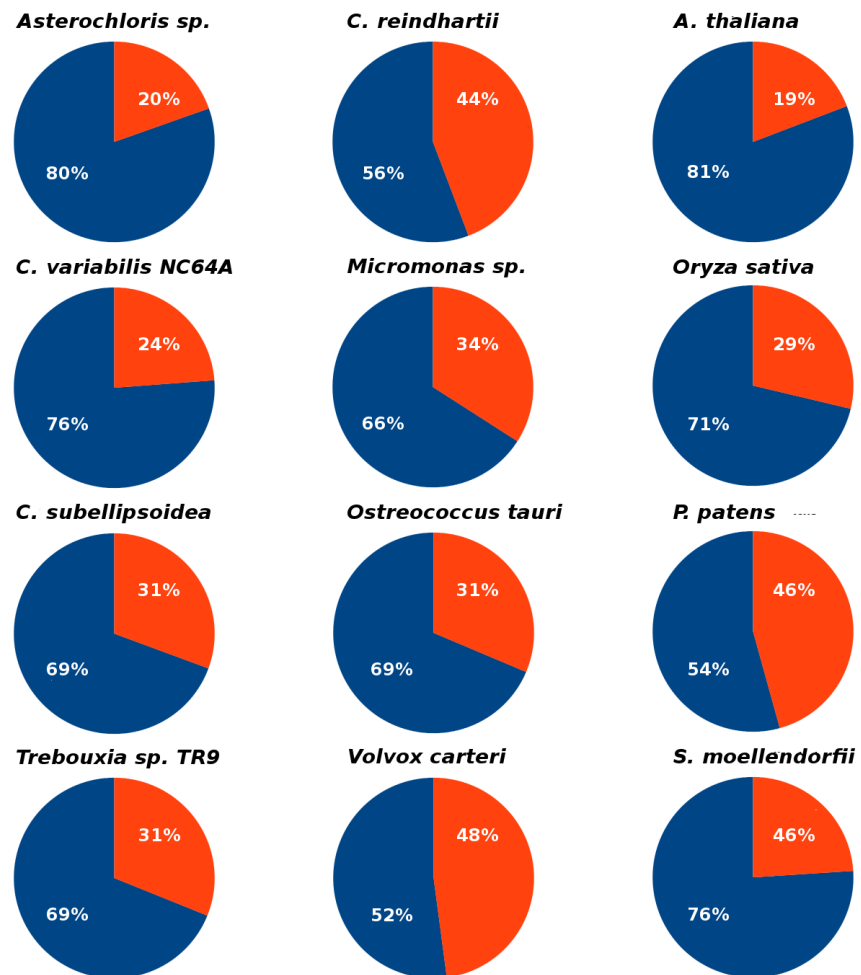 Asterochloris sp. C. reindhartii A. thaliana
20% 44% 19%
80% 56% 81%
C. variabilis NC64A Micromonas sp. Oryza sativa
24% 34% 29%
76% 66% 71%
C. subellipsoidea Ostreococcus tauri P. patens
31% 31% 46%
69% 69% 54%
Trebouxia sp. TR9 Volvox carteri S. moellendorfii
31% 48% 46%
69% 52% 76%